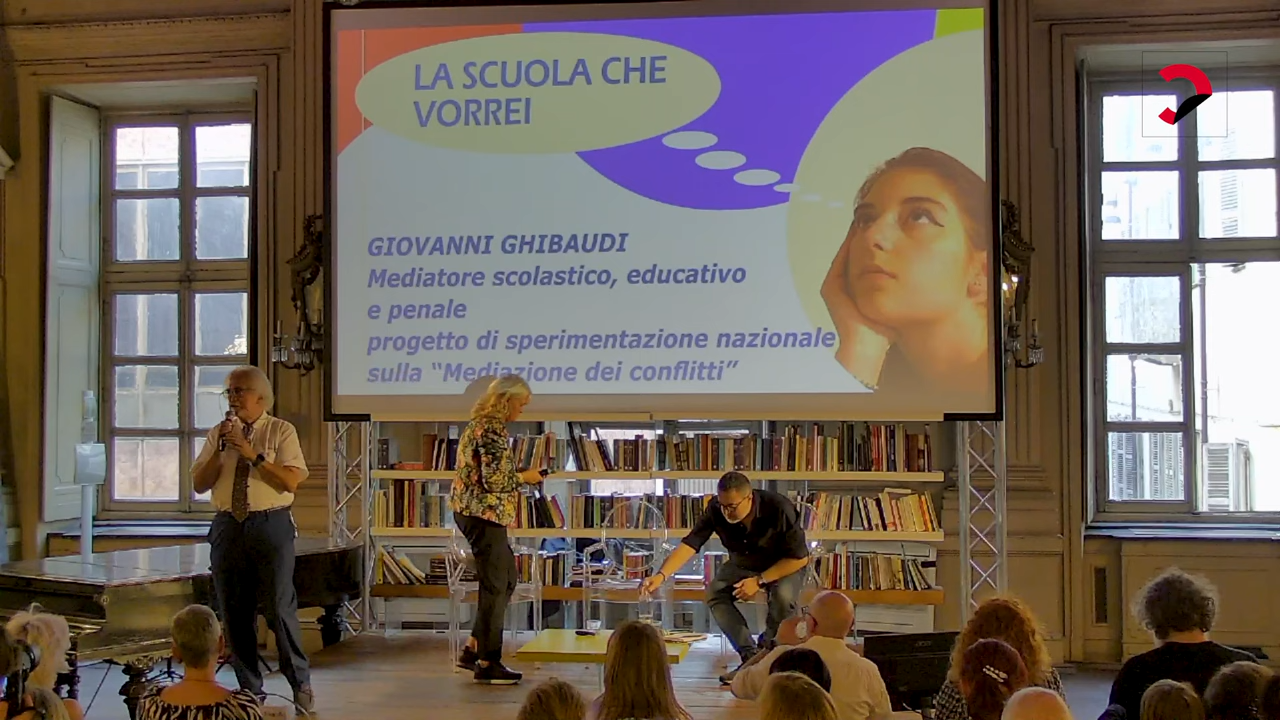 LA SCUOLA CHE
VORREI
GIOVANNI GHIBAUDI
Mediatore scolastico, educativo
e penale
progetto di sperimentazione nazionale
sulla “Mediazione dei conflitti”